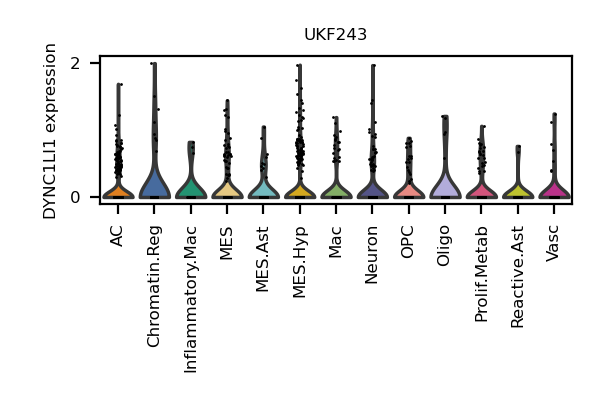 UKF243
DYNC1LI1 expression
2
0
AC
Chromatin.Reg
Inflammatory.Mac
MES
MES.Ast
MES.Hyp
Mac
Neuron
OPC
Oligo
Prolif.Metab
Reactive.Ast
Vasc